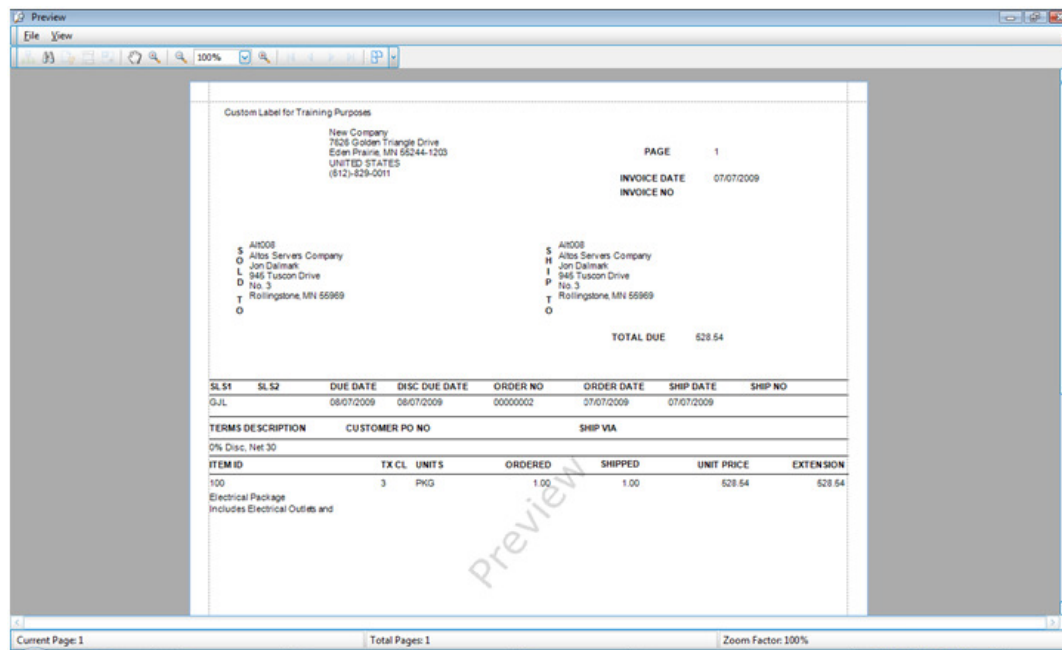 Preview
File View
100%
Custom Label for Training Purposes
New Company
7626 Golden Triangle Drive
Eden Prairie, MN 55244-1203
UNITED STATES
(612)-829-0011
PAGE 1
INVOICE DATE 07/07/2009
INVOICE NO
SOLD TO
Alt008
Altos Servers Company
Jon Dalmark
945 Tuscon Drive
No. 3
Rollingstone, MN 55969
SHIP TO
Alt008
Altos Servers Company
Jon Dalmark
945 Tuscon Drive
No. 3
Rollingstone, MN 55969
TOTAL DUE 528.54
SLS1 SLS2 DUE DATE DISC DUE DATE ORDER NO ORDER DATE SHIP DATE SHIP NO
GJL 08/07/2009 08/07/2009 00000002 07/07/2009 07/07/2009
TERMS DESCRIPTION CUSTOMER PO NO SHIP VIA
0% Disc, Net 30
ITEM ID TX CL UNITS ORDERED SHIPPED UNIT PRICE EXTENSION
100 3 PKG 1.00 1.00 528.54 528.54
Electrical Package
Includes Electrical Outlets and
Preview
Current Page: 1 Total Pages: 1 Zoom Factor: 100%